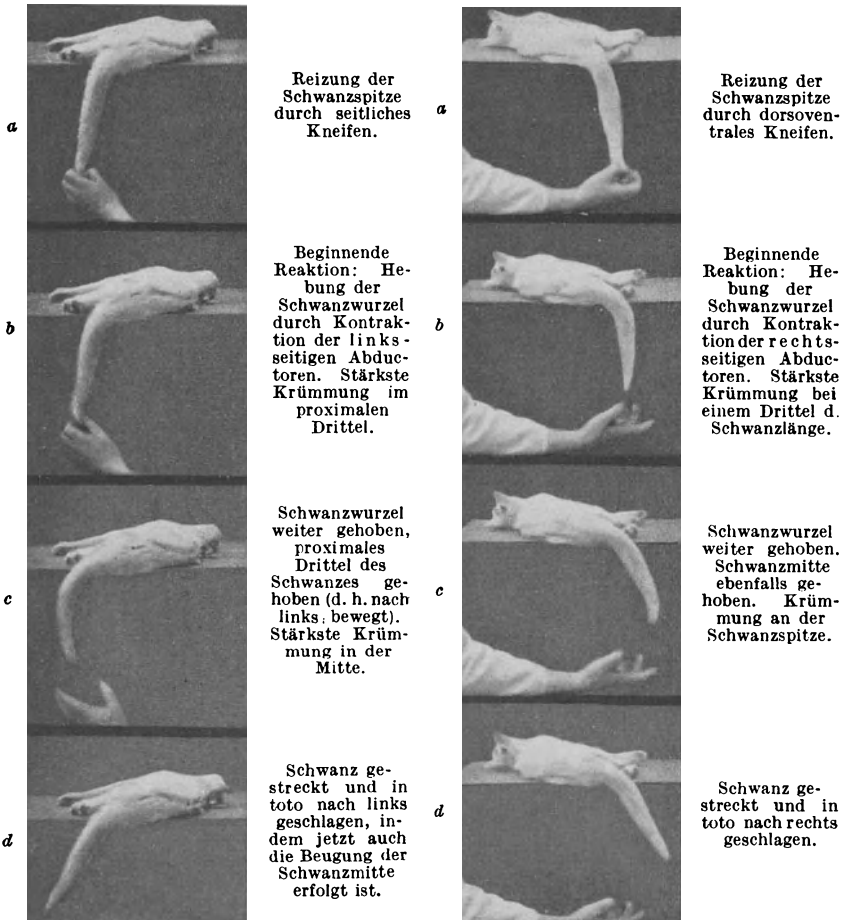 a
Reizung der
Schwanzspitze
durch seitliches
Kneifen.
b
Beginnende
Reaktion: He-
bung der
Schwanzwurzel
durch Kontrak-
tion der links-
seitigen Abduc-
toren. Stärkste
Krümmung im
proximalen
Drittel.
c
Schwanzwurzel
weiter gehoben,
proximales
Drittel des
Schwanzes ge-
hoben (d. h. nach
links bewegt).
Stärkste Krüm-
mung in der
Mitte.
d
Schwanz ge-
streckt und in
toto nach links
geschlagen, in-
dem jetzt auch
die Beugung der
Schwanzmitte
erfolgt ist.
a
Reizung der
Schwanzspitze
durch dorsoven-
trales Kneifen.
b
Beginnende
Reaktion: He-
bung der
Schwanzwurzel
durch Kontrak-
tion der rechts-
seitigen Abduc-
toren. Stärkste
Krümmung bei
einem Drittel d.
Schwanzlänge.
c
Schwanzwurzel
weiter gehoben.
Schwanzmitte
ebenfalls ge-
hoben. Krüm-
mung an der
Schwanzspitze.
d
Schwanz ge-
streckt und in
toto nach rechts
geschlagen.